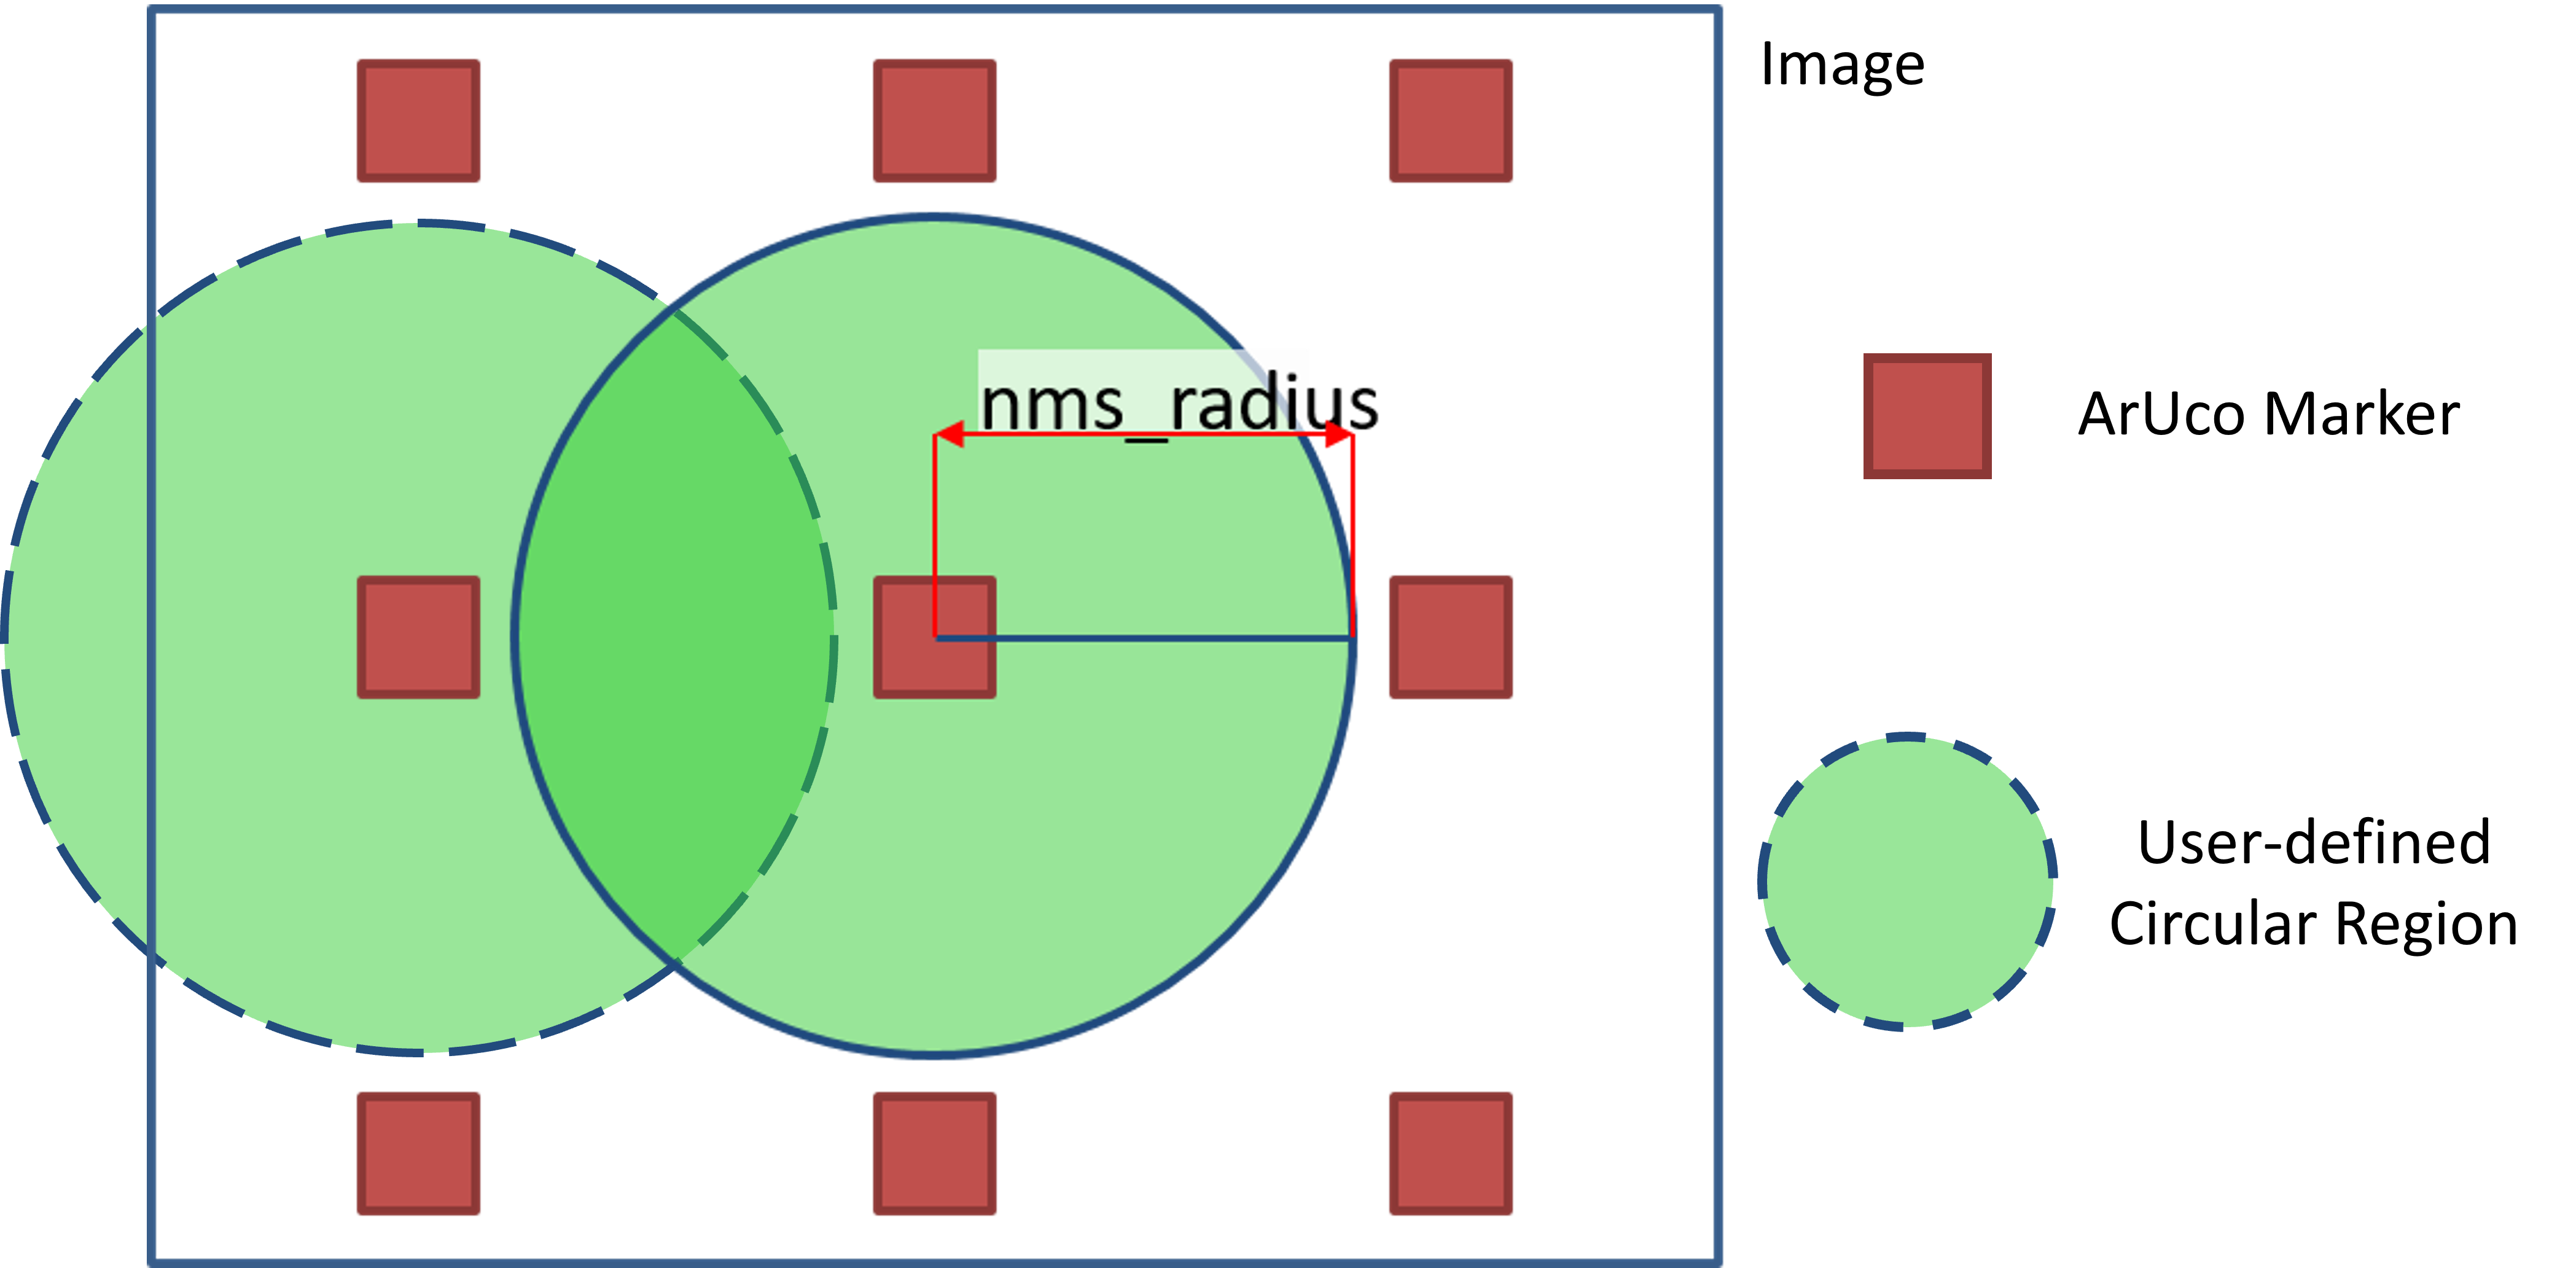 Image
nms_radius
ArUco Marker
User-defined
Circular Region